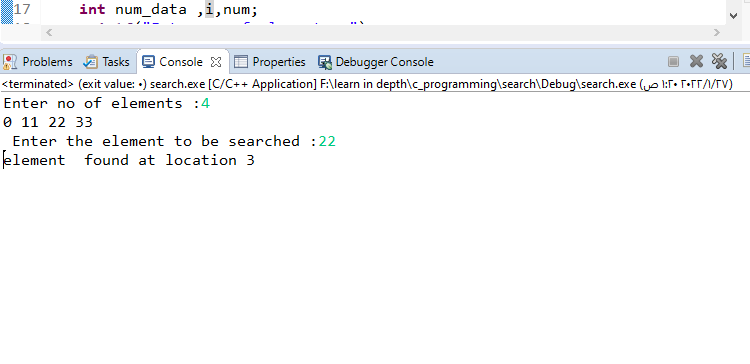 17 int num_data ,i,num;
Problems Tasks Console Properties Debugger Console
<terminated> (exit value: ٠) search.exe [C/C++ Application] F:\learn in depth\c_programming\search\Debug\search.exe (٢٠٢٢/١/٢٧ ١:٢٠ ص)
Enter no of elements :4
0 11 22 33
Enter the element to be searched :22
element found at location 3